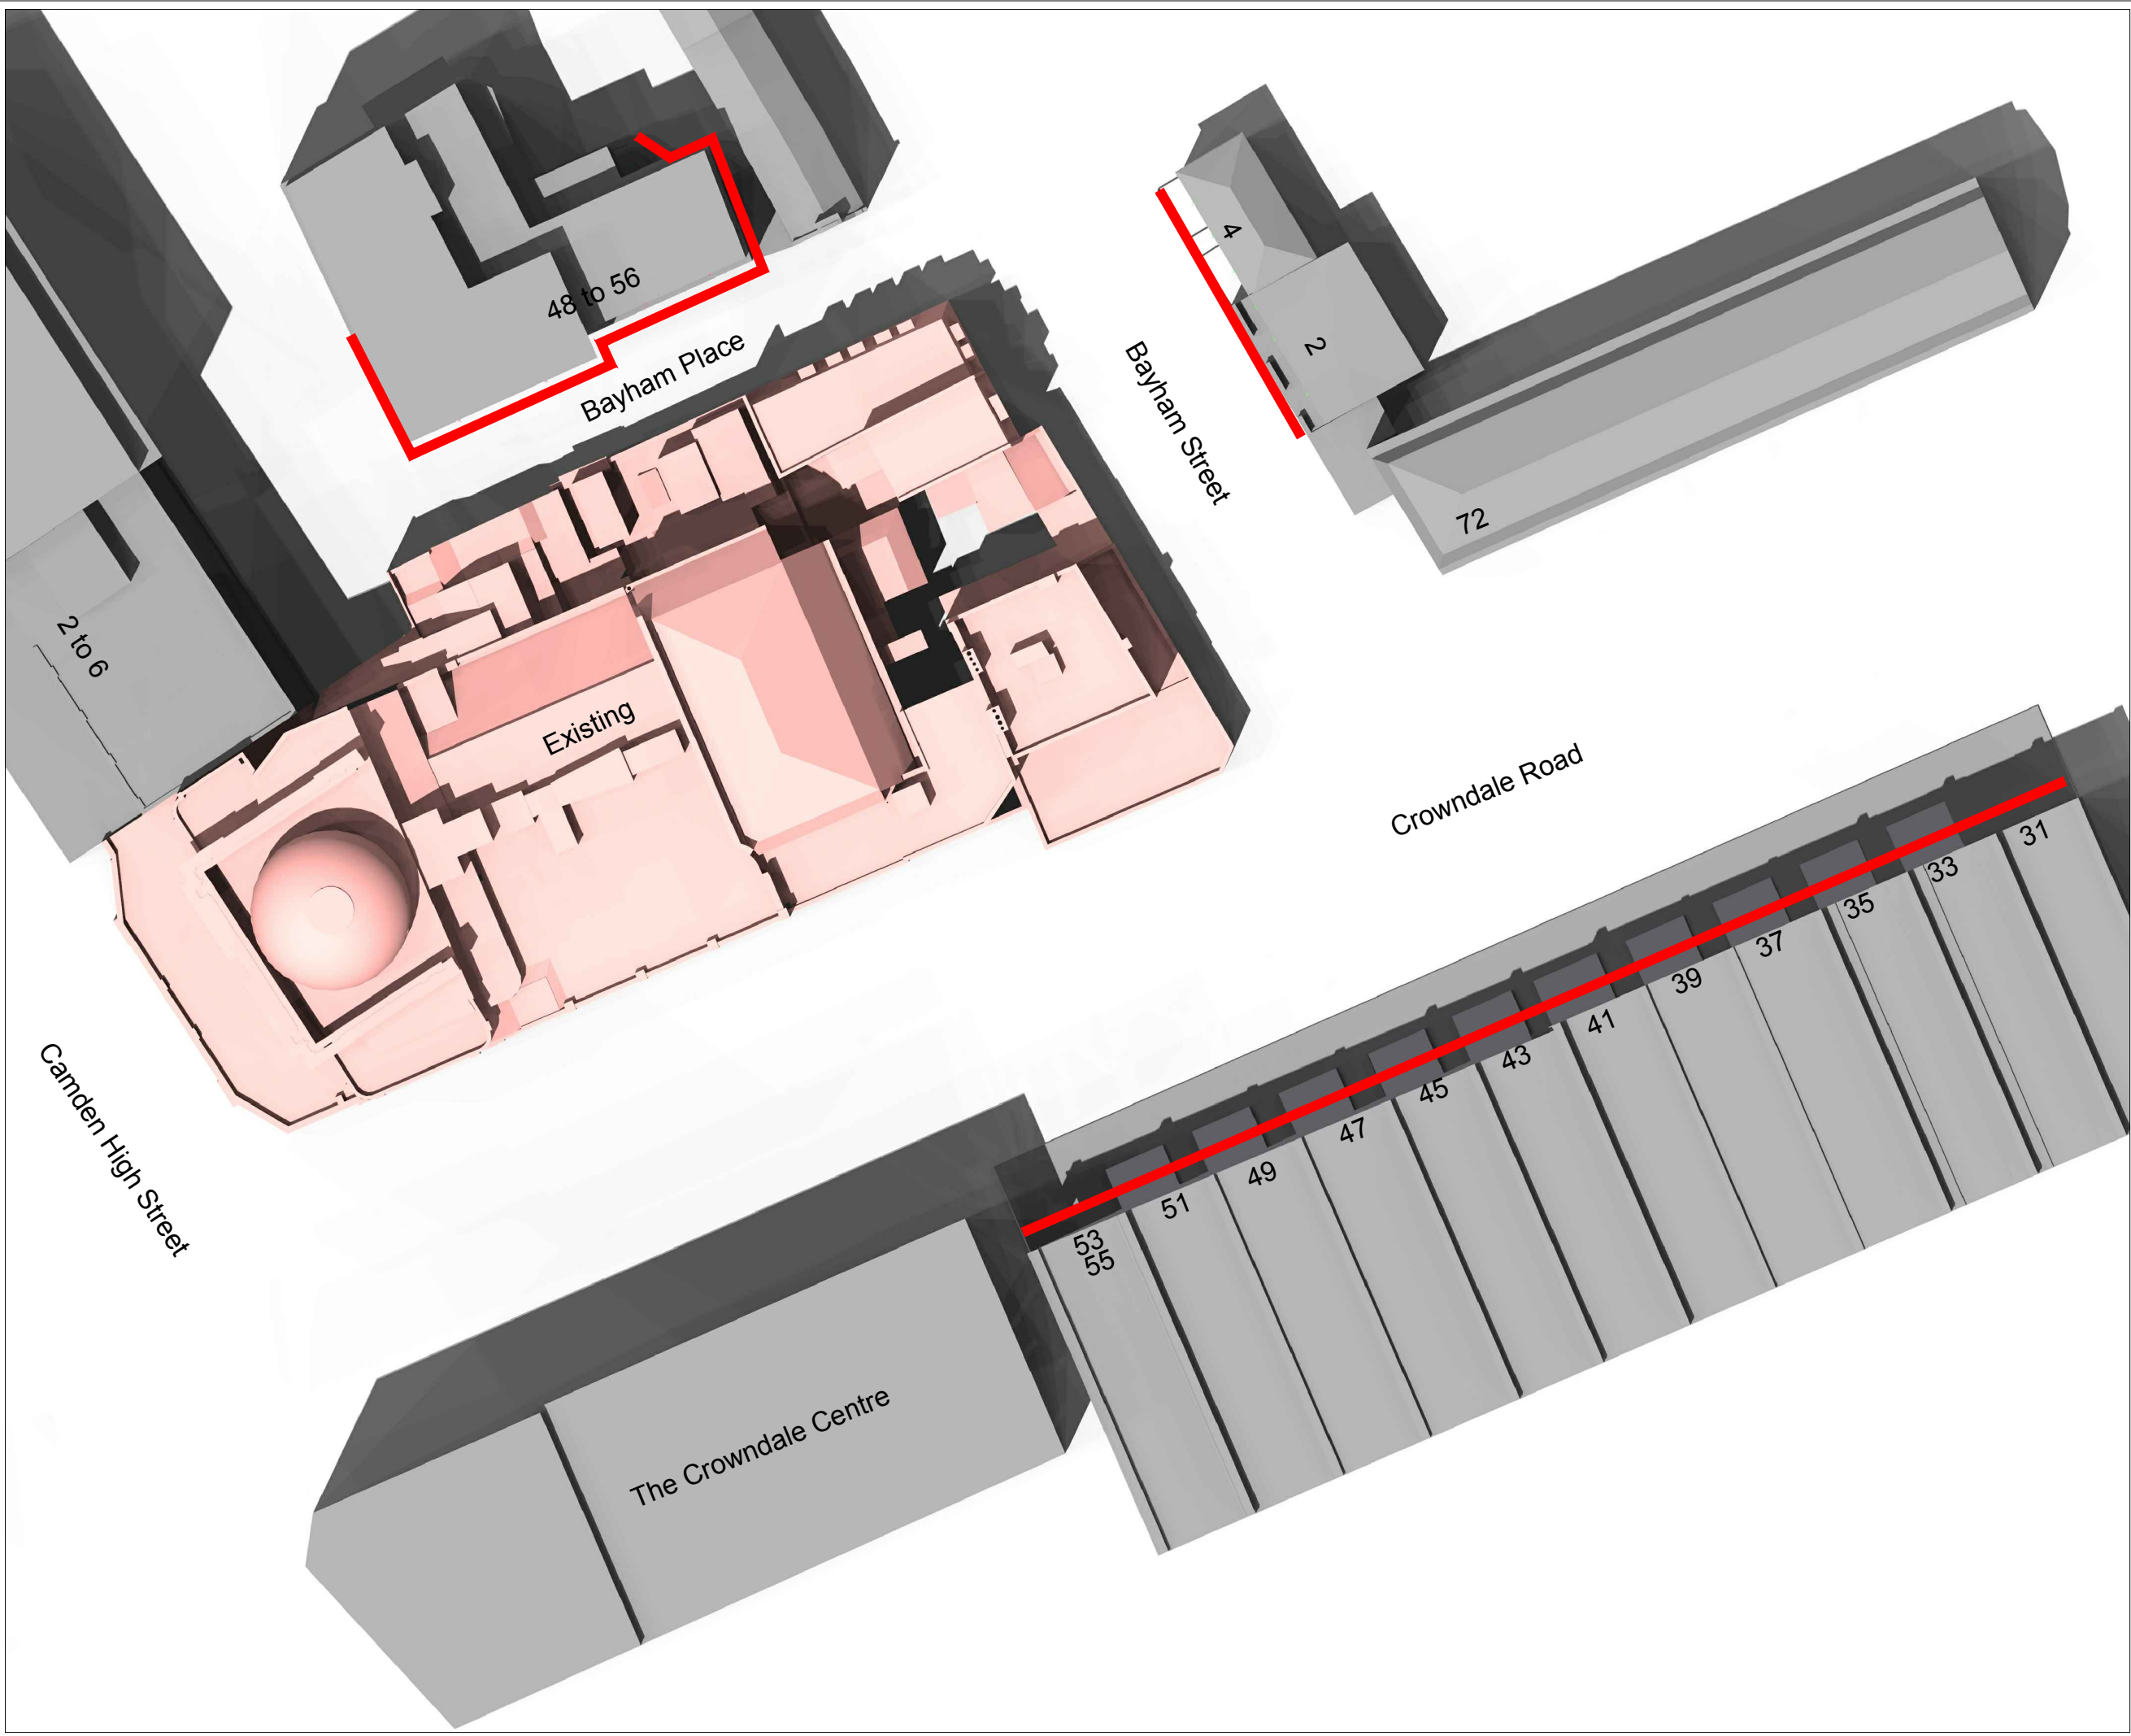 4
48 to 56
2
Bayham Place
Bayham Street
72
2 to 6
Existing
Crowndale Road
31
33
35
37
39
41
43
45
47
49
51
53
55
Camden High Street
The Crowndale Centre